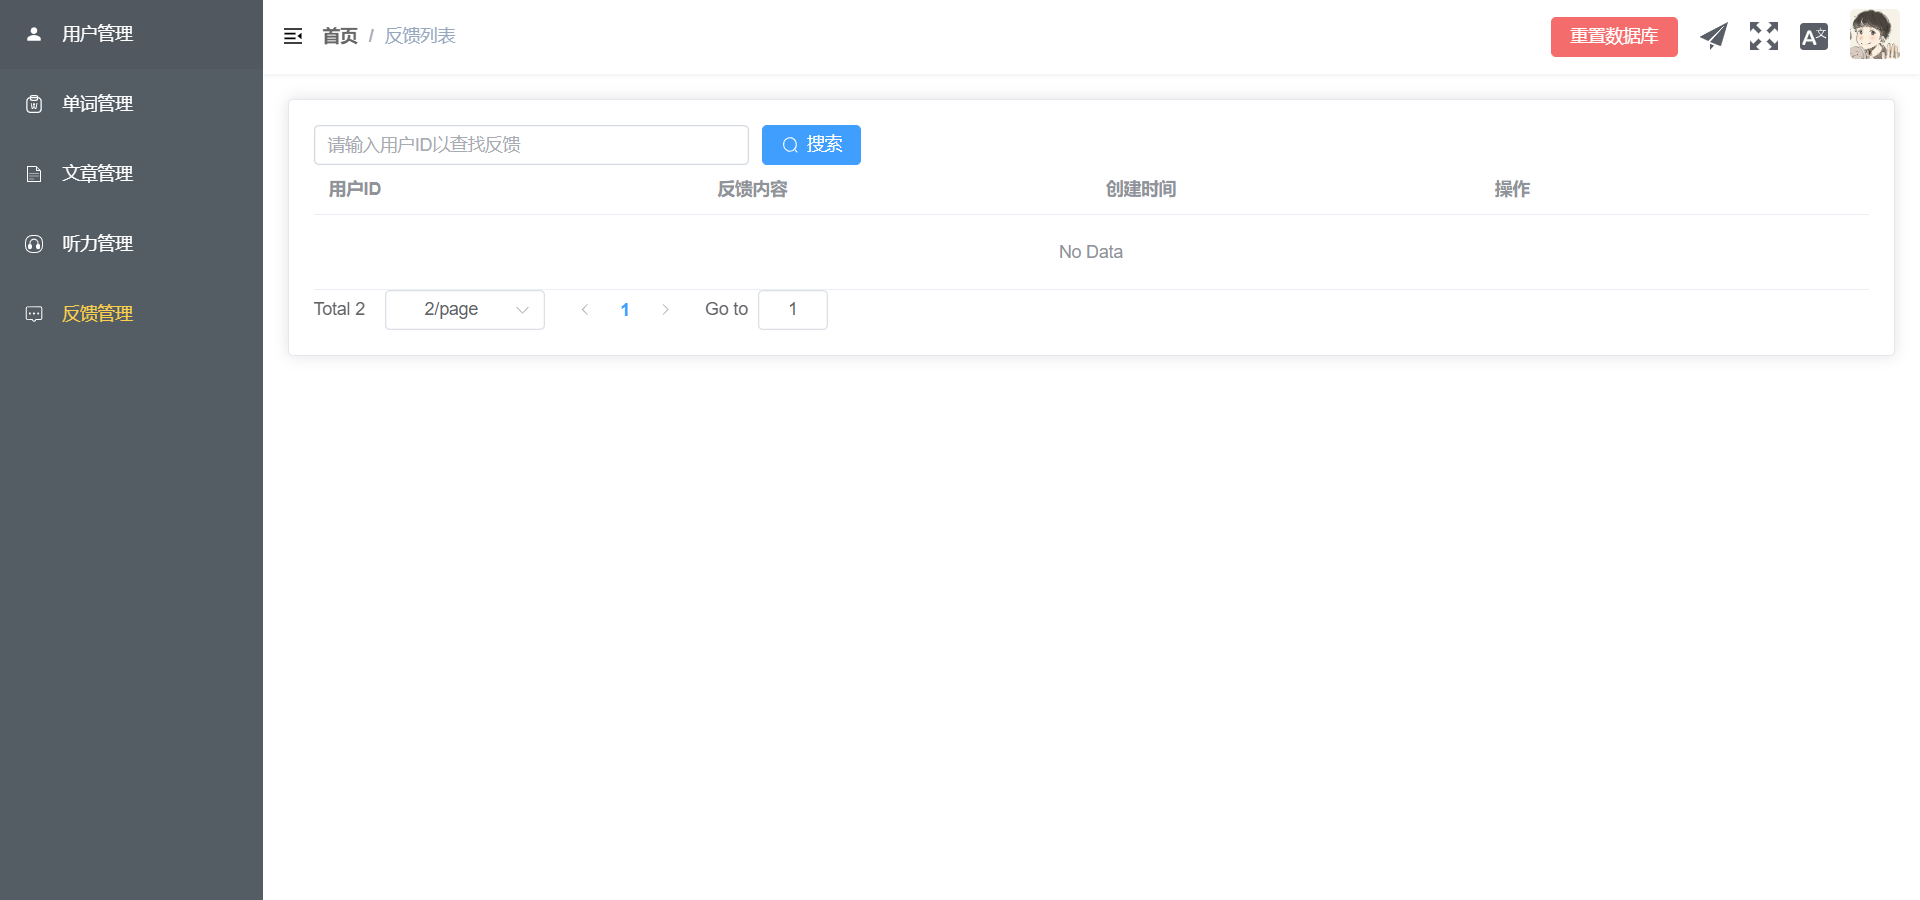 用户管理
单词管理
文章管理
听力管理
反馈管理
首页 / 反馈列表
重置数据库
请输入用户ID以查找反馈
搜索
用户ID 反馈内容 创建时间 操作
No Data
Total 2 2/page 1 Go to 1